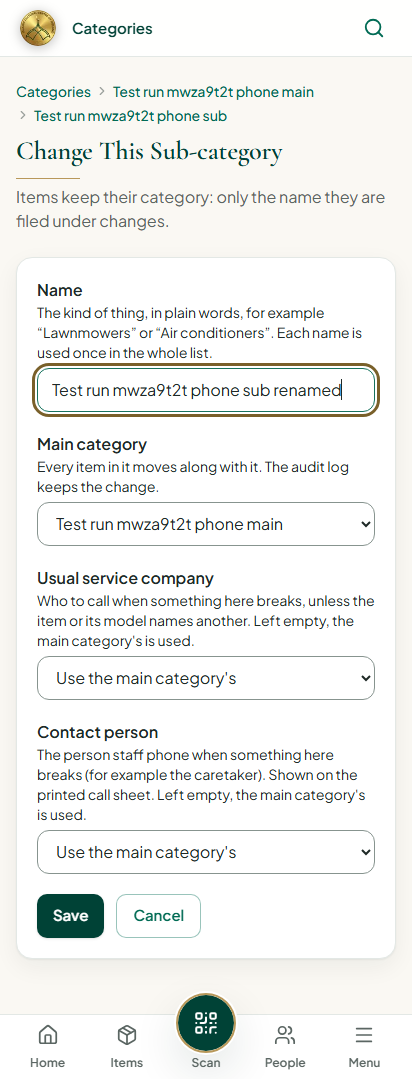 Categories
Categories > Test run mwza9t2t phone main
> Test run mwza9t2t phone sub
Change This Sub-category
Items keep their category: only the name they are
filed under changes.
Name
The kind of thing, in plain words, for example
“Lawnmowers” or “Air conditioners”. Each name is
used once in the whole list.
Test run mwza9t2t phone sub renamed
Main category
Every item in it moves along with it. The audit log
keeps the change.
Test run mwza9t2t phone main
Usual service company
Who to call when something here breaks, unless the
item or its model names another. Left empty, the
main category's is used.
Use the main category's
Contact person
The person staff phone when something here
breaks (for example the caretaker). Shown on the
printed call sheet. Left empty, the main category's
is used.
Use the main category's
Save Cancel
Home Items Scan People Menu